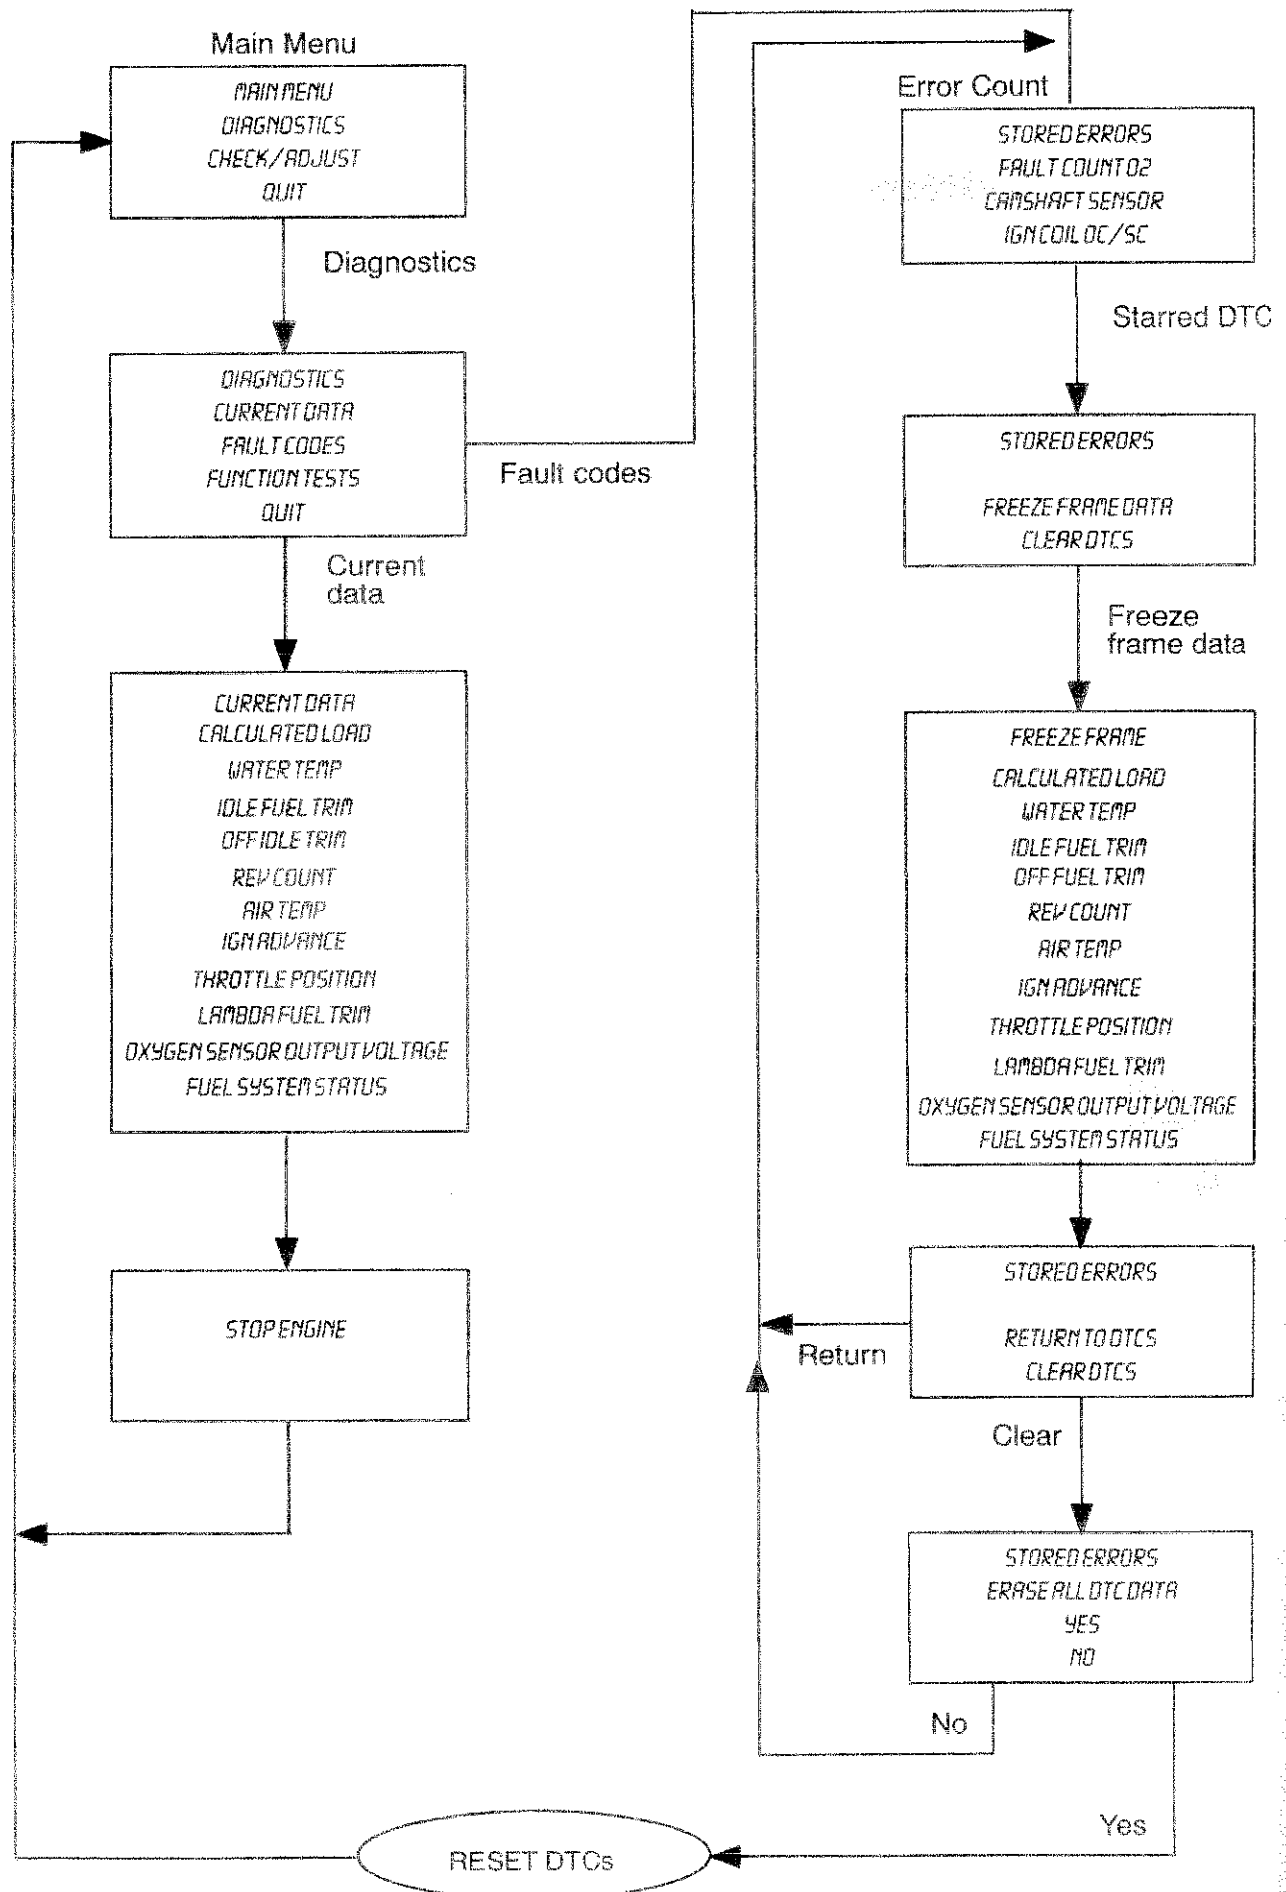 Main Menu
MAIN MENU
DIAGNOSTICS
CHECK/ADJUST
QUIT
Diagnostics
DIAGNOSTICS
CURRENT DATA
FAULT CODES
FUNCTION TESTS
QUIT
Fault codes
Current
data
CURRENT DATA
CALCULATED LOAD
WATER TEMP
IDLE FUEL TRIM
OFF IDLE TRIM
REV COUNT
AIR TEMP
IGN ADVANCE
THROTTLE POSITION
LAMBDA FUEL TRIM
OXYGEN SENSOR OUTPUT VOLTAGE
FUEL SYSTEM STATUS
STOP ENGINE
Error Count
STORED ERRORS
FAULT COUNT 02
CAMSHAFT SENSOR
IGN COIL OC/SC
Starred DTC
STORED ERRORS
FREEZE FRAME DATA
CLEAR DTCS
Freeze
frame data
FREEZE FRAME
CALCULATED LOAD
WATER TEMP
IDLE FUEL TRIM
OFF FUEL TRIM
REV COUNT
AIR TEMP
IGN ADVANCE
THROTTLE POSITION
LAMBDA FUEL TRIM
OXYGEN SENSOR OUTPUT VOLTAGE
FUEL SYSTEM STATUS
STORED ERRORS
RETURN TO DTCS
CLEAR DTCS
Return
Clear
STORED ERRORS
ERASE ALL DTC DATA
YES
NO
No
Yes
RESET DTCs